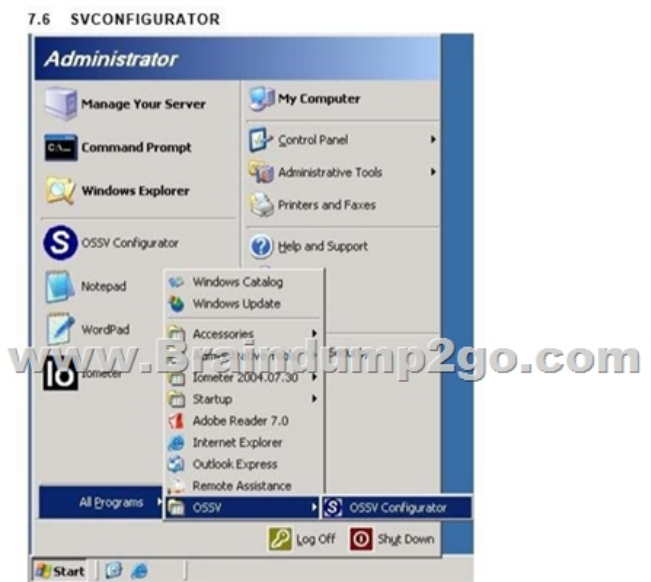 7.6 SVCONFIGURATOR
Administrator
Manage Your Server
Command Prompt
Windows Explorer
OSSV Configurator
Notepad
WordPad
Iometer
My Computer
Control Panel
Administrative Tools
Printers and Faxes
Help and Support
Windows Catalog
Windows Update
Accessories
Iometer 2004.07.30
Startup
Adobe Reader 7.0
Internet Explorer
Outlook Express
Remote Assistance
OSSV
OSSV Configurator
www.Braindump2go.com
All Programs
Log Off
Shut Down
Start